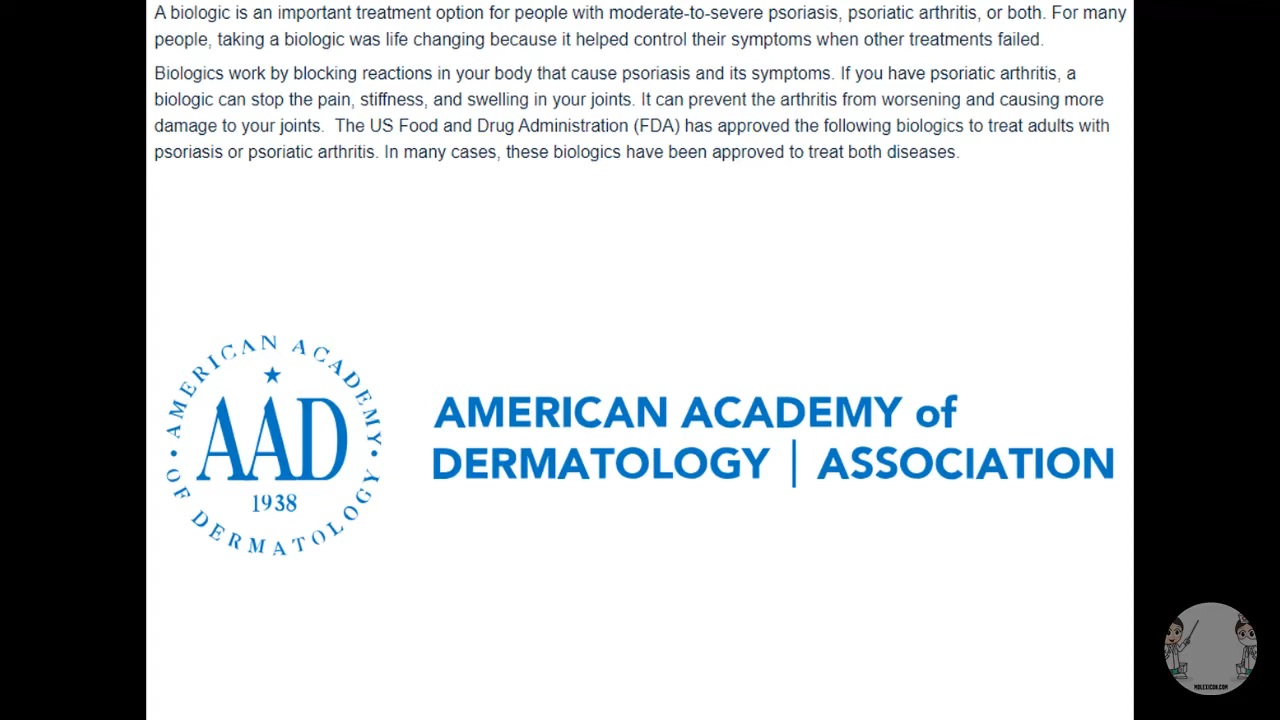 A biologic is an important treatment option for people with moderate-to-severe psoriasis, psoriatic arthritis, or both. For many
people, taking a biologic was life changing because it helped control their symptoms when other treatments failed.
Biologics work by blocking reactions in your body that cause psoriasis and its symptoms. If you have psoriatic arthritis, a
biologic can stop the pain, stiffness, and swelling in your joints. It can prevent the arthritis from worsening and causing more
damage to your joints.  The US Food and Drug Administration (FDA) has approved the following biologics to treat adults with
psoriasis or psoriatic arthritis. In many cases, these biologics have been approved to treat both diseases.
AMERICAN ACADEMY
AAD
1938
• OF DERMATOLOGY •
AMERICAN ACADEMY of
DERMATOLOGY | ASSOCIATION
MOLEXICON.COM